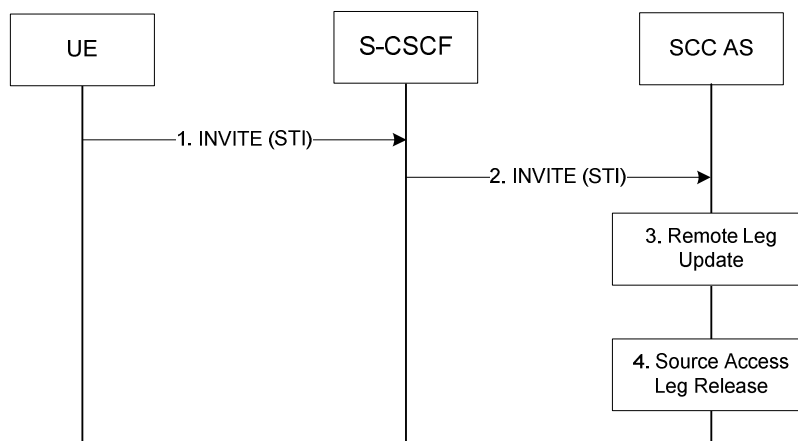 UE
S-CSCF
SCC AS
1. INVITE (STI)
2. INVITE (STI)
3. Remote Leg
Update
4. Source Access
Leg Release